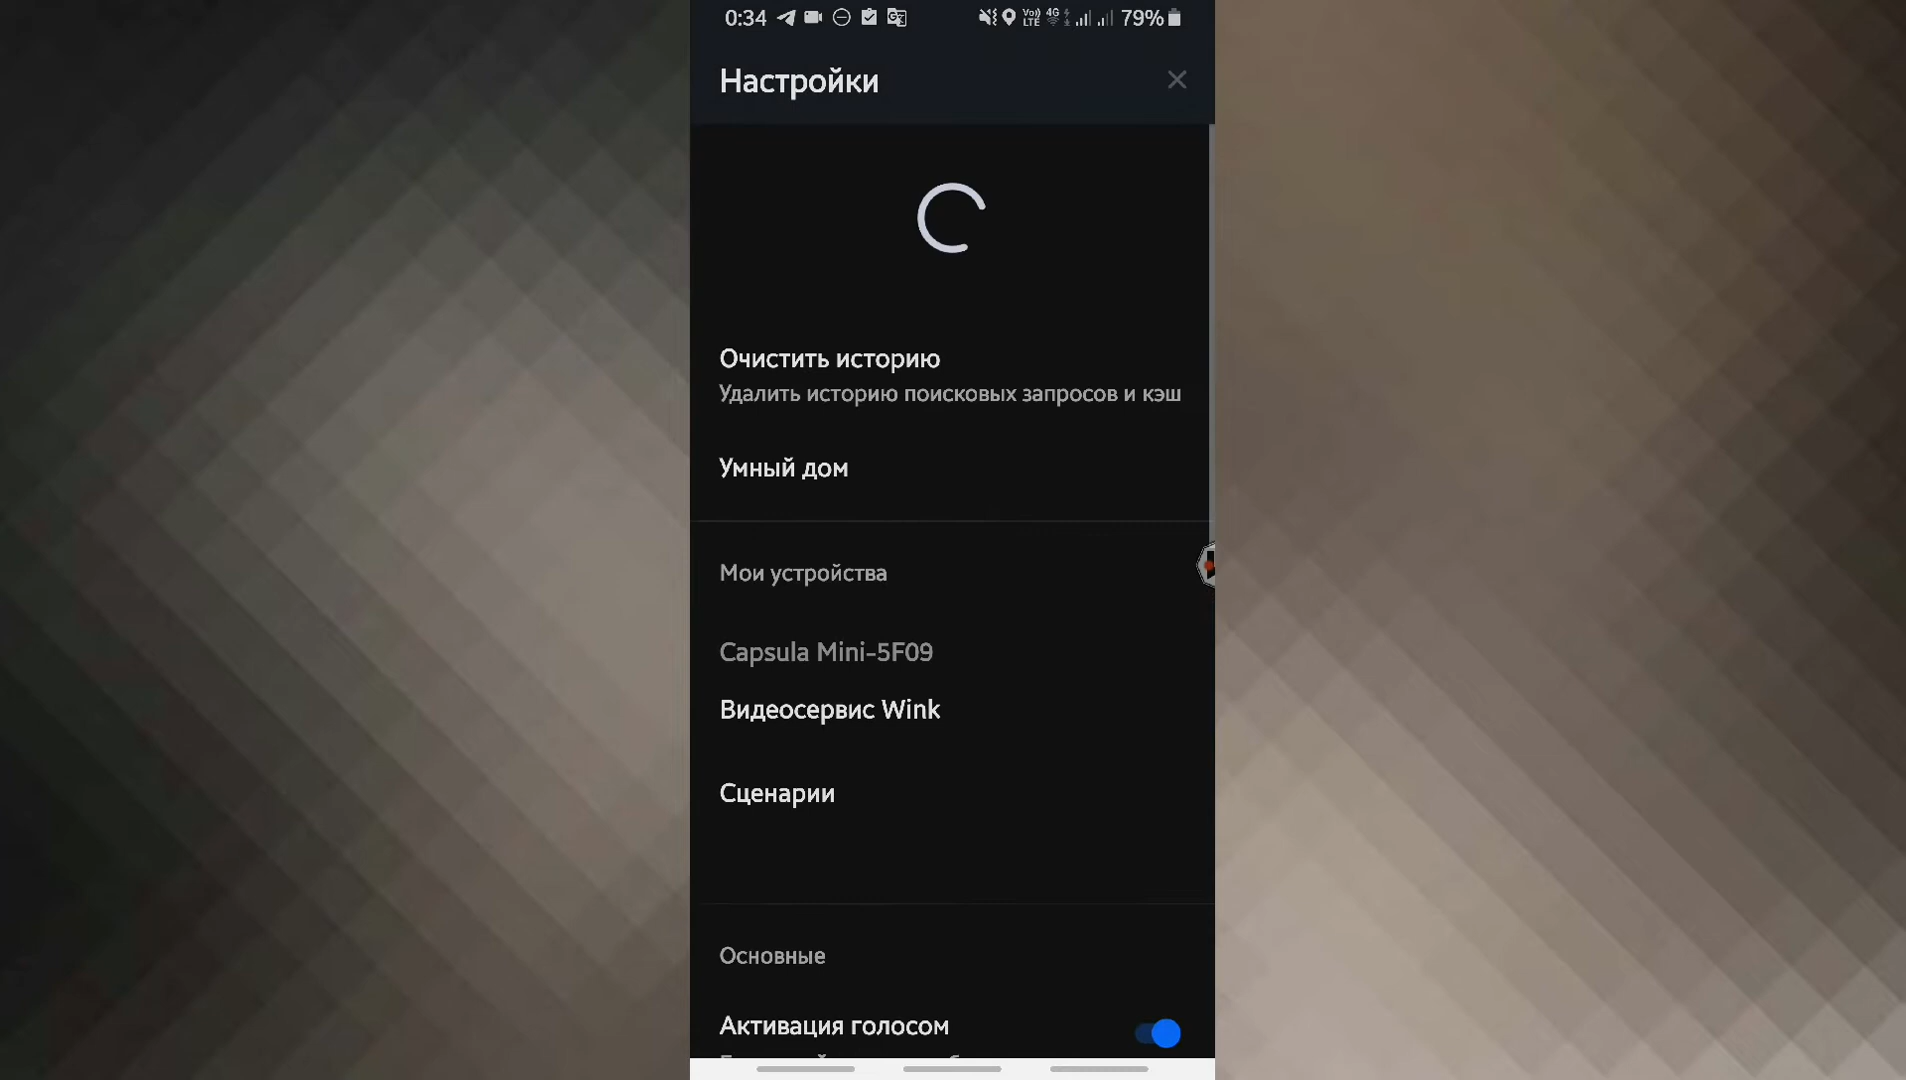 0:34 79%
Настройки
Очистить историю
Удалить историю поисковых запросов и кэш
Умный дом
Мои устройства
Capsula Mini-5F09
Видеосервис Wink
Сценарии
Основные
Активация голосом